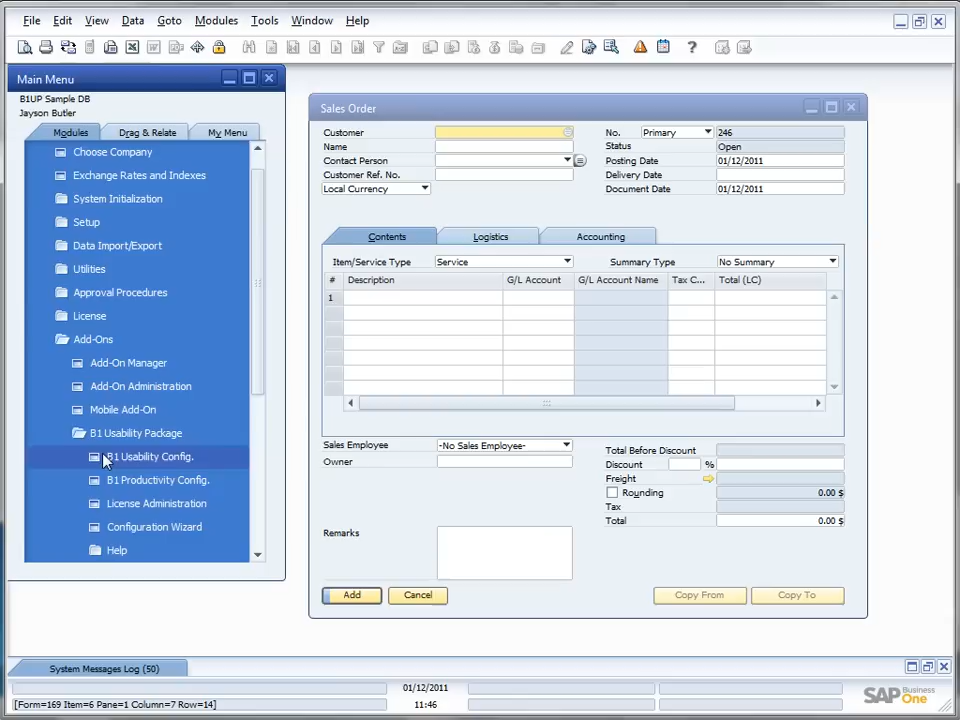 File Edit View Data Goto Modules Tools Window Help
Main Menu
B1UP Sample DB
Jayson Butler
Modules Drag & Relate My Menu
Choose Company
Exchange Rates and Indexes
System Initialization
Setup
Data Import/Export
Utilities
Approval Procedures
License
Add-Ons
Add-On Manager
Add-On Administration
Mobile Add-On
B1 Usability Package
B1 Usability Config.
B1 Productivity Config.
License Administration
Configuration Wizard
Help
Sales Order
Customer
Name
Contact Person
Customer Ref. No.
Local Currency
No. Primary 246
Status Open
Posting Date 01/12/2011
Delivery Date
Document Date 01/12/2011
Contents Logistics Accounting
Item/Service Type Service Summary Type No Summary
# Description G/L Account G/L Account Name Tax C... Total (LC)
1
Sales Employee -No Sales Employee-
Owner
Total Before Discount
Discount %
Freight
Rounding 0.00 $
Tax
Total 0.00 $
Remarks
Add Cancel Copy From Copy To
System Messages Log (50)
01/12/2011
[Form=169 Item=6 Pane=1 Column=7 Row=14] 11:46
SAP Business One